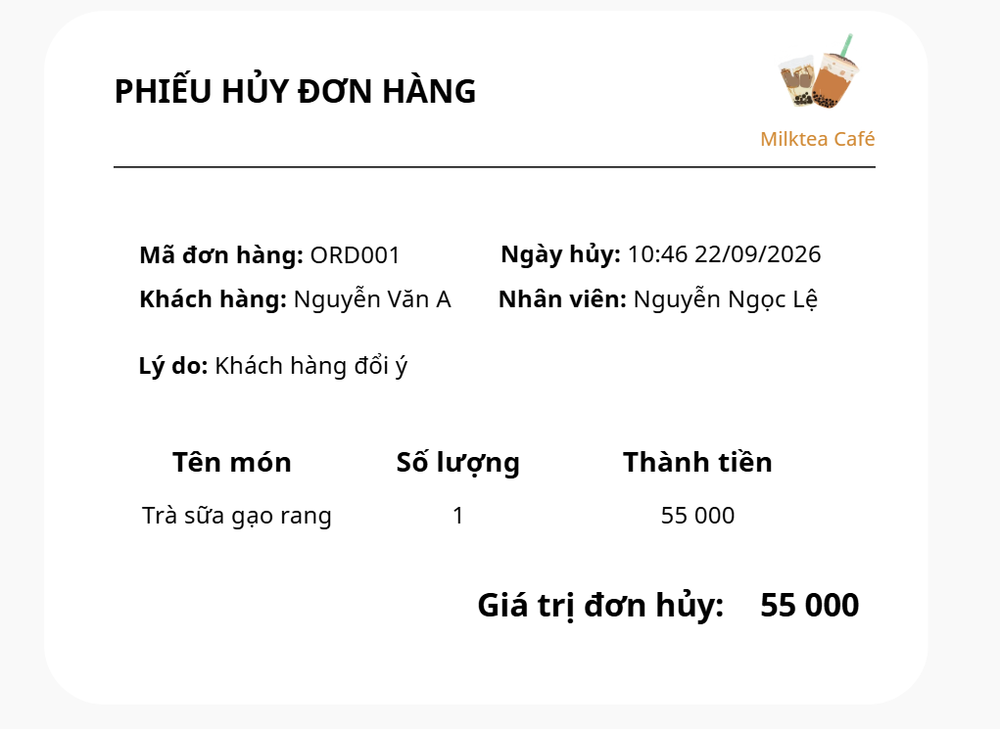 PHIẾU HỦY ĐƠN HÀNG
Milktea Café
Mã đơn hàng: ORD001 Ngày hủy: 10:46 22/09/2026
Khách hàng: Nguyễn Văn A Nhân viên: Nguyễn Ngọc Lệ
Lý do: Khách hàng đổi ý
Tên món Số lượng Thành tiền
Trà sữa gạo rang 1 55 000
Giá trị đơn hủy: 55 000